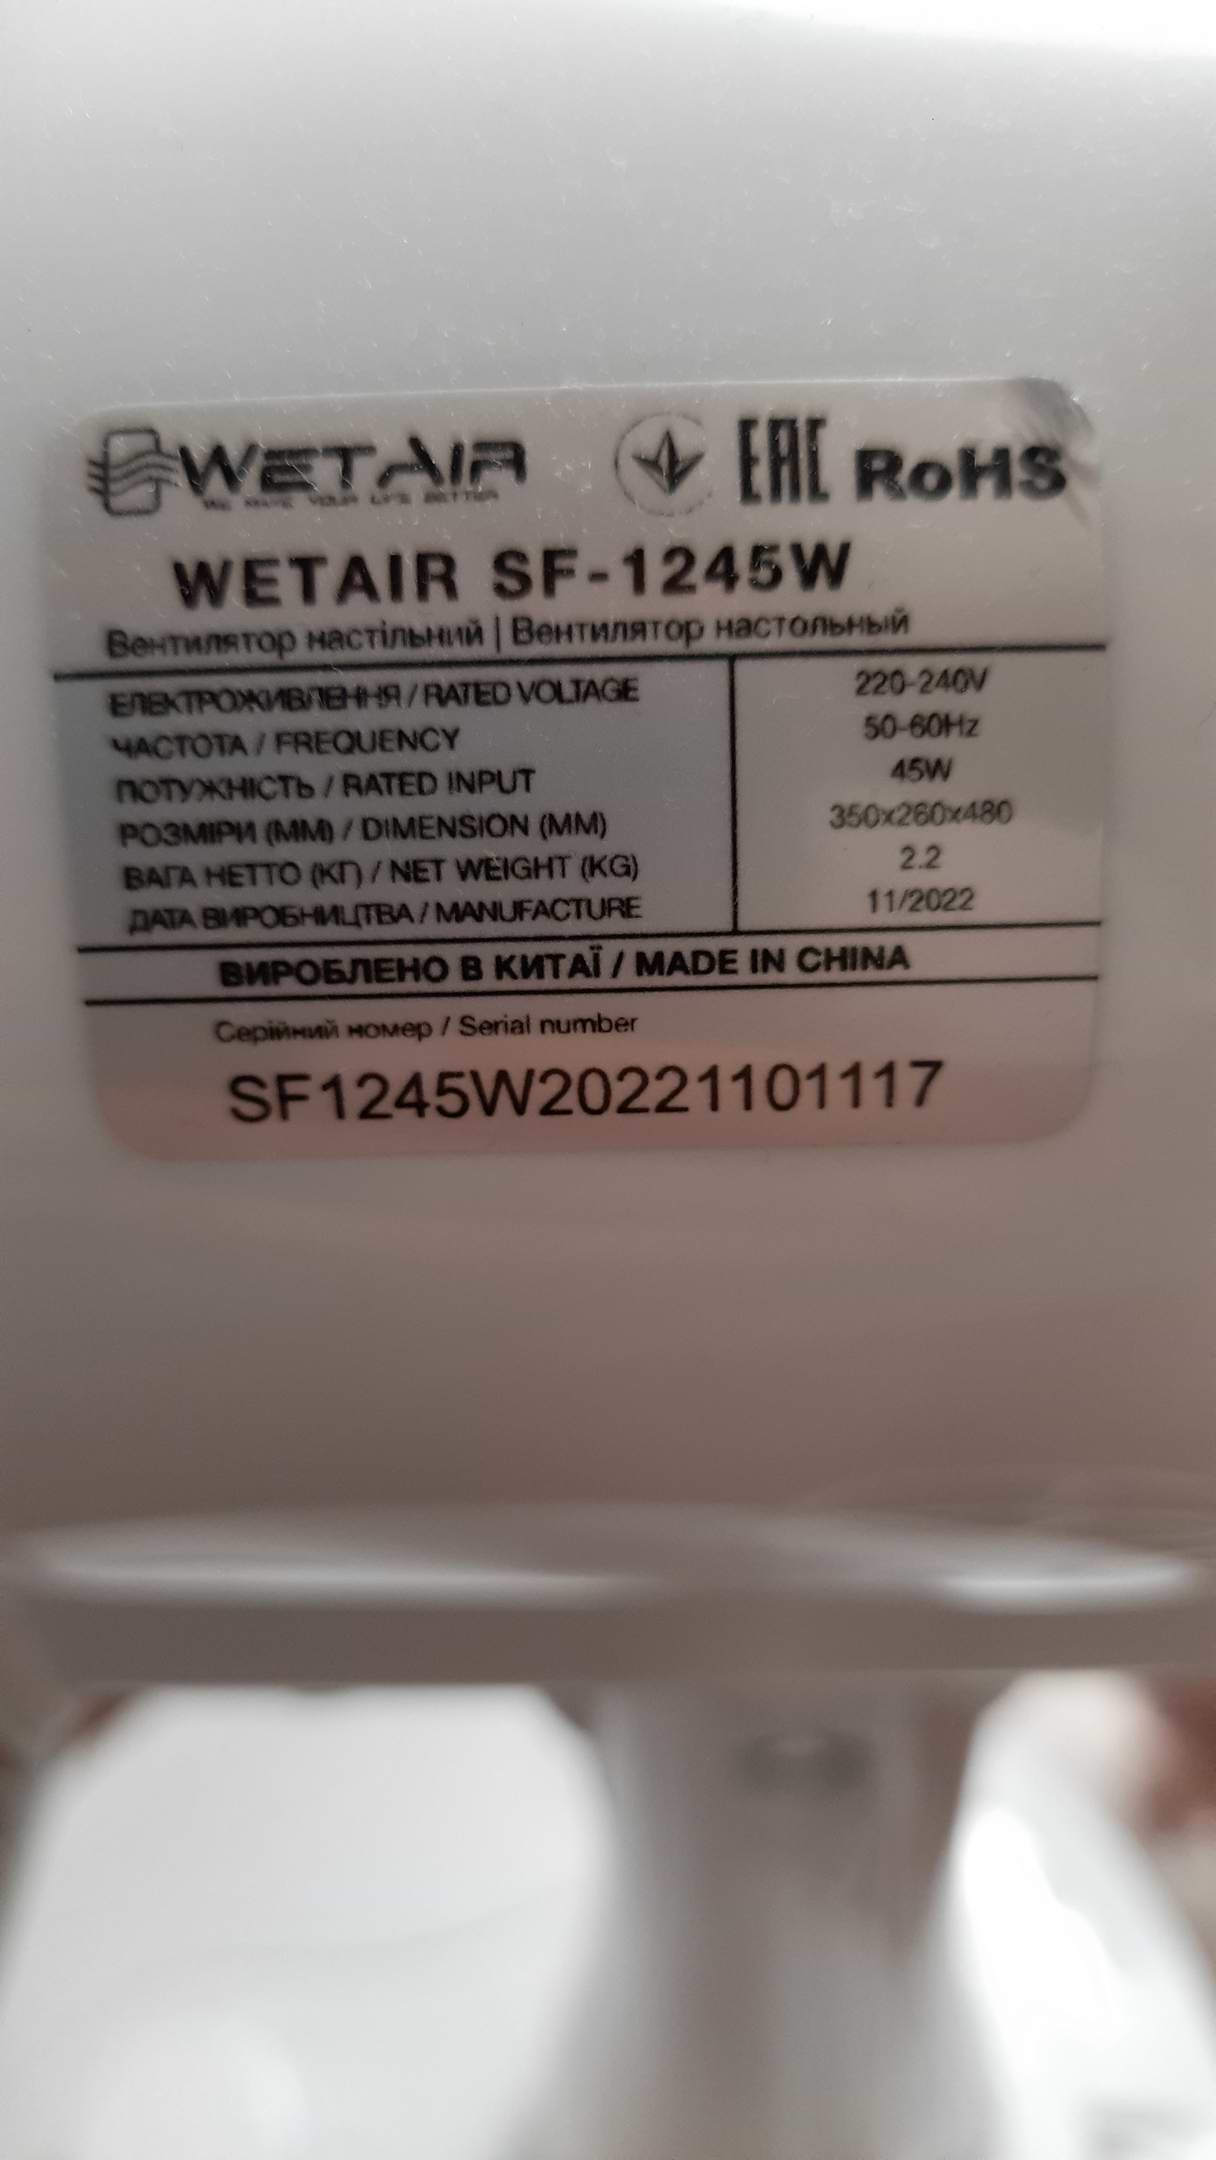 WETAIR
WE MAKE YOUR LIFE BETTER
EAC RoHS
WETAIR SF-1245W
Вентилятор настільний | Вентилятор настольный
ЕЛЕКТРОЖИВЛЕННЯ / RATED VOLTAGE 220-240V
ЧАСТОТА / FREQUENCY 50-60Hz
ПОТУЖНІСТЬ / RATED INPUT 45W
РОЗМІРИ (ММ) / DIMENSION (MM) 350x260x480
ВАГА НЕТТО (КГ) / NET WEIGHT (KG) 2.2
ДАТА ВИРОБНИЦТВА / MANUFACTURE 11/2022
ВИРОБЛЕНО В КИТАЇ / MADE IN CHINA
Серійний номер / Serial number
SF1245W20221101117